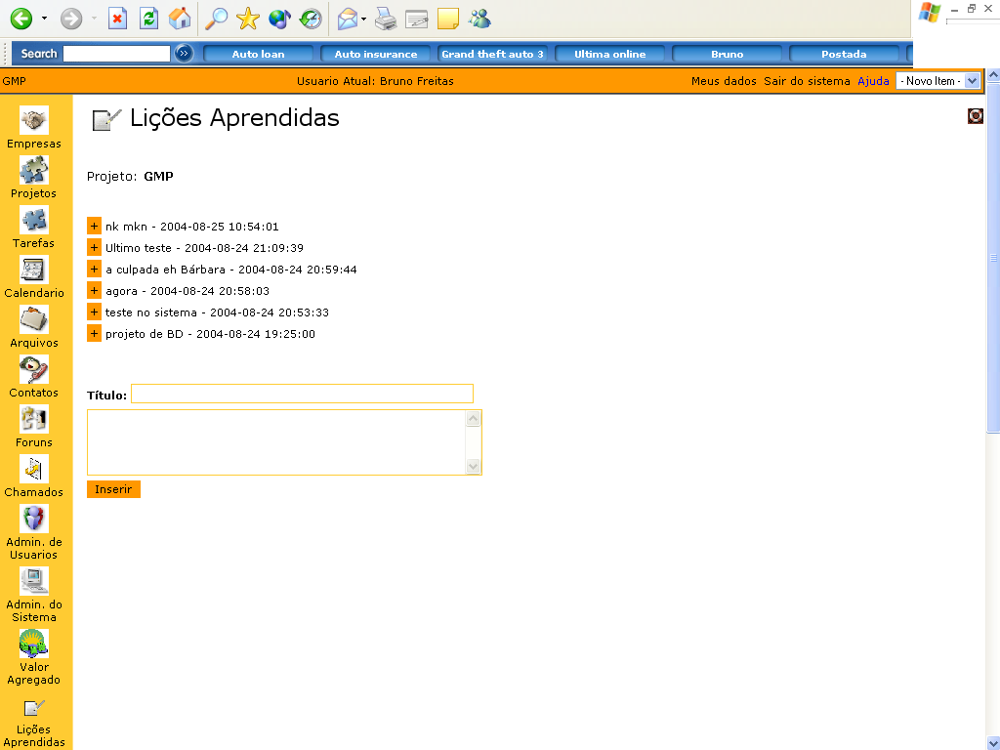 Search
Auto loan
Auto insurance
Grand theft auto 3
Ultima online
Bruno
Postada
GMP
Usuario Atual: Bruno Freitas
Meus dados Sair do sistema Ajuda - Novo Item -
Empresas
Projetos
Tarefas
Calendario
Arquivos
Contatos
Foruns
Chamados
Admin. de
Usuarios
Admin. do
Sistema
Valor
Agregado
Lições
Aprendidas
Lições Aprendidas
Projeto: GMP
+ nk mkn - 2004-08-25 10:54:01
+ Ultimo teste - 2004-08-24 21:09:39
+ a culpada eh Bárbara - 2004-08-24 20:59:44
+ agora - 2004-08-24 20:58:03
+ teste no sistema - 2004-08-24 20:53:33
+ projeto de BD - 2004-08-24 19:25:00
Título:
Inserir